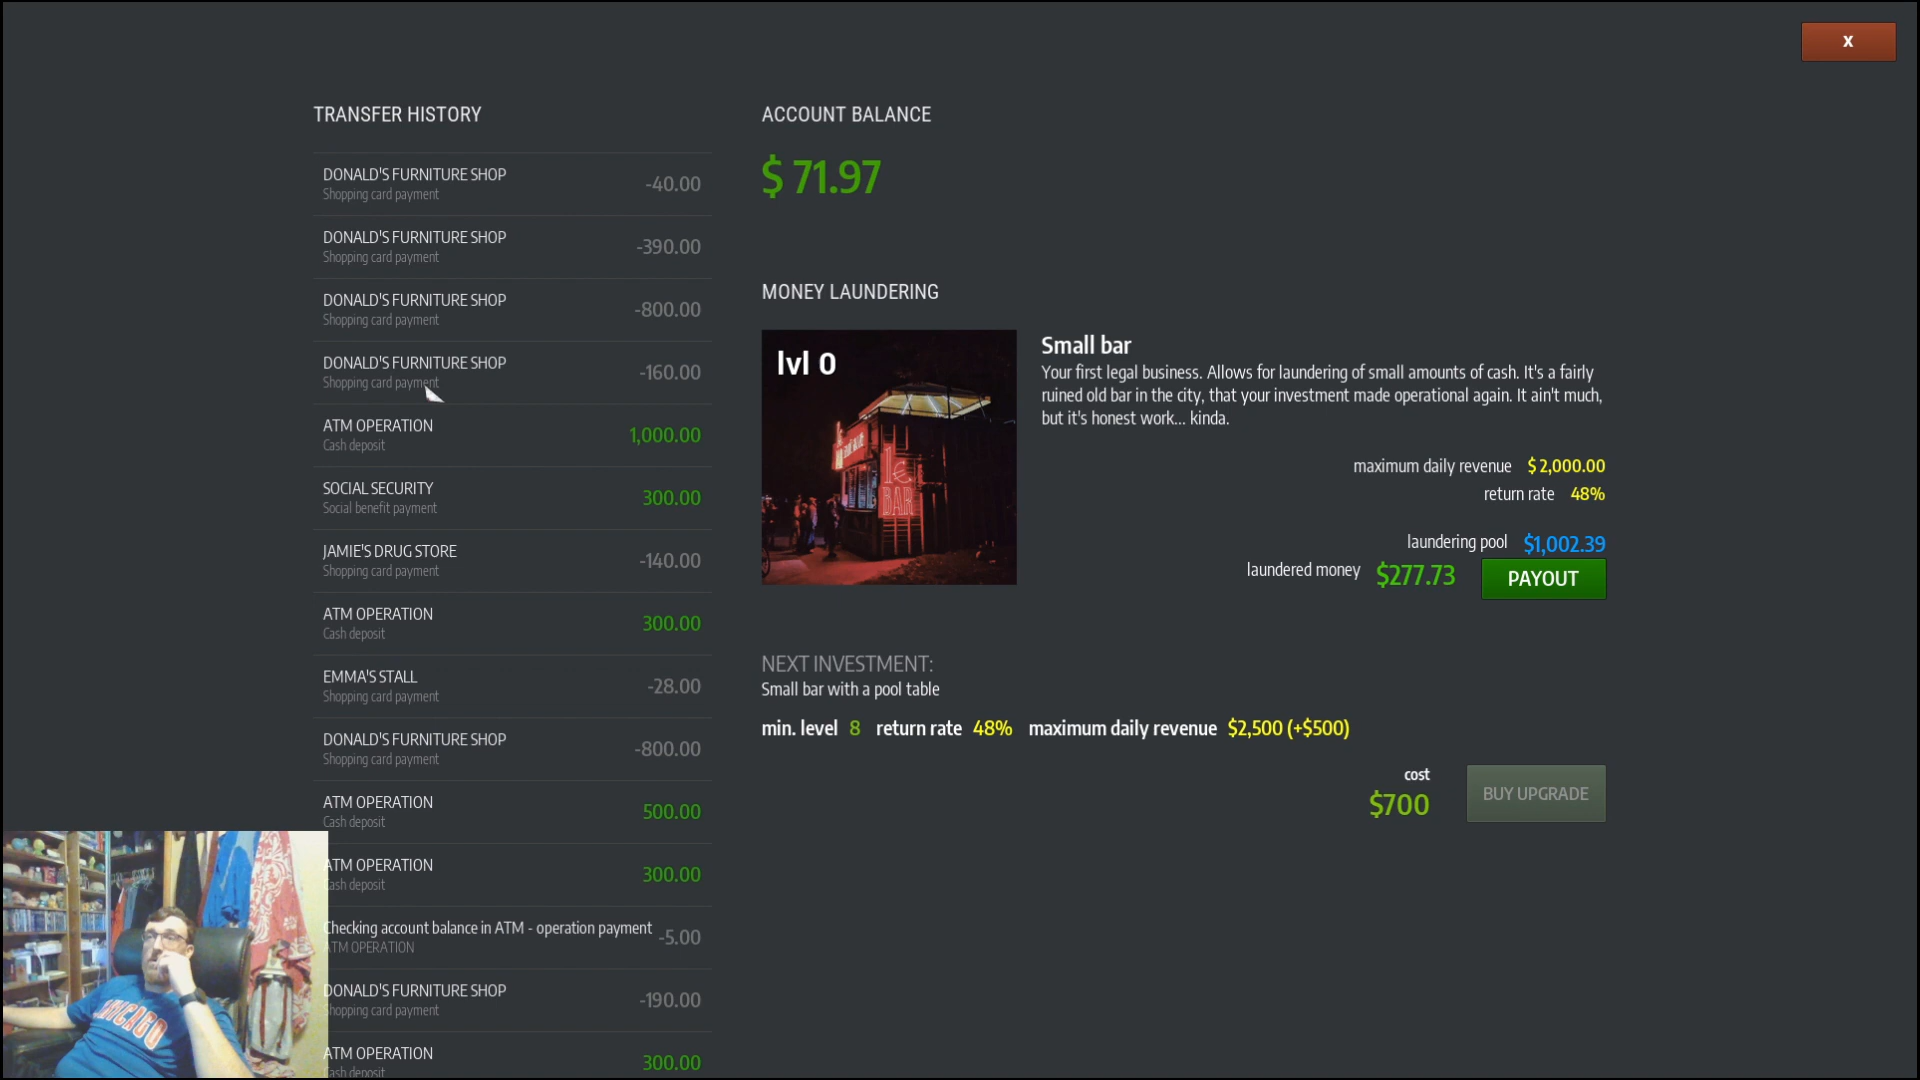 X
TRANSFER HISTORY
DONALD'S FURNITURE SHOP
Shopping card payment
-40.00
DONALD'S FURNITURE SHOP
Shopping card payment
-390.00
DONALD'S FURNITURE SHOP
Shopping card payment
-800.00
DONALD'S FURNITURE SHOP
Shopping card payment
-160.00
ATM OPERATION
Cash deposit
1,000.00
SOCIAL SECURITY
Social benefit payment
300.00
JAMIE'S DRUG STORE
Shopping card payment
-140.00
ATM OPERATION
Cash deposit
300.00
EMMA'S STALL
Shopping card payment
-28.00
DONALD'S FURNITURE SHOP
Shopping card payment
-800.00
ATM OPERATION
Cash deposit
500.00
ATM OPERATION
Cash deposit
300.00
Checking account balance in ATM - operation payment
ATM OPERATION
-5.00
DONALD'S FURNITURE SHOP
Shopping card payment
-190.00
ATM OPERATION
Cash deposit
300.00
ACCOUNT BALANCE
$ 71.97
MONEY LAUNDERING
lvl 0
1€
BAR
Small bar
Your first legal business. Allows for laundering of small amounts of cash. It's a fairly
ruined old bar in the city, that your investment made operational again. It ain't much,
but it's honest work... kinda.
maximum daily revenue $ 2,000.00
return rate 48%
laundering pool $1,002.39
laundered money $277.73 PAYOUT
NEXT INVESTMENT:
Small bar with a pool table
min. level 8 return rate 48% maximum daily revenue $2,500 (+$500)
cost
$700
BUY UPGRADE
CHICAGO